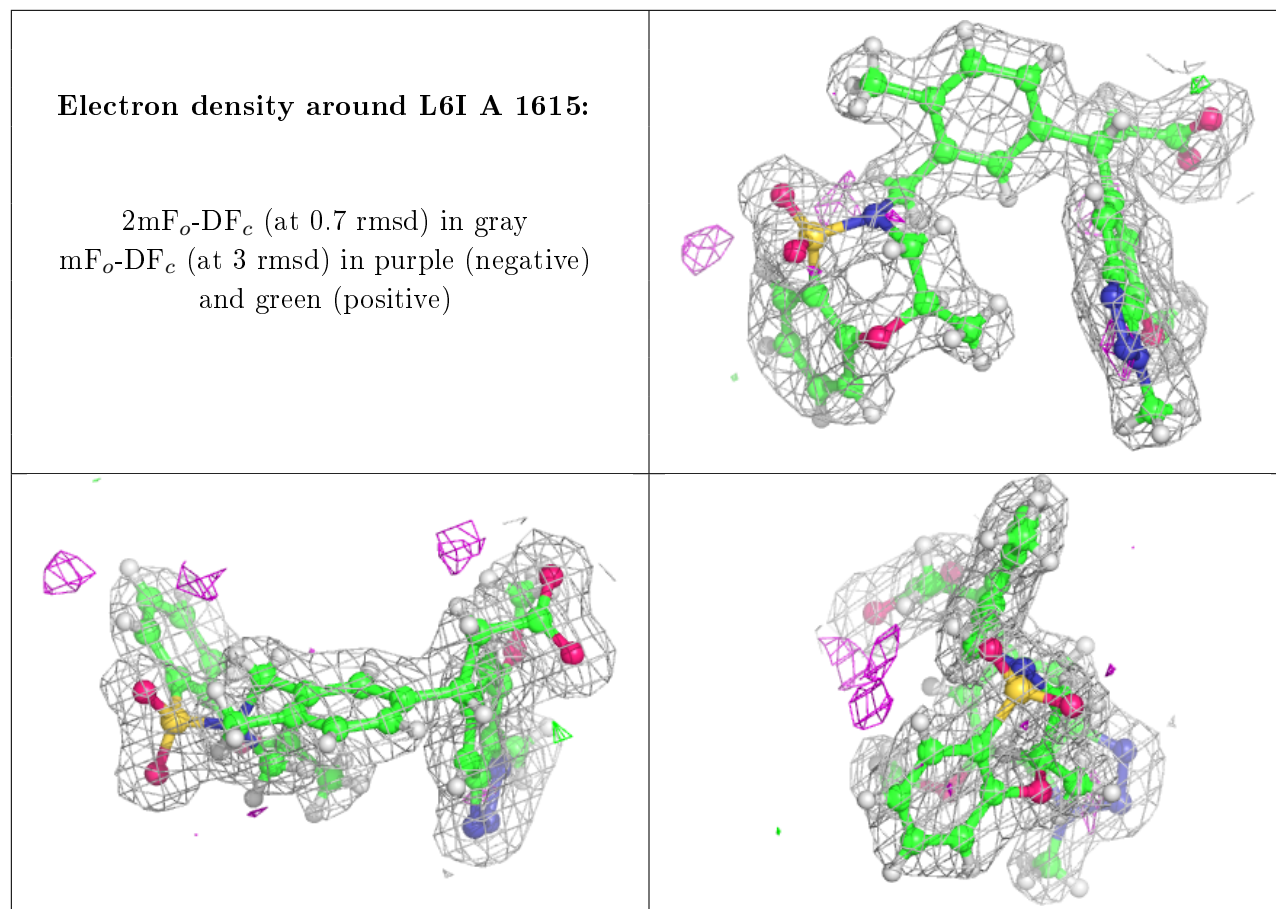 Electron density around L6I A 1615:
2mFo-DFc (at 0.7 rmsd) in gray
mFo-DFc (at 3 rmsd) in purple (negative)
and green (positive)